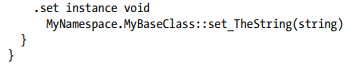 .set instance void
MyNamespace.MyBaseClass::set_TheString(string)
}
}